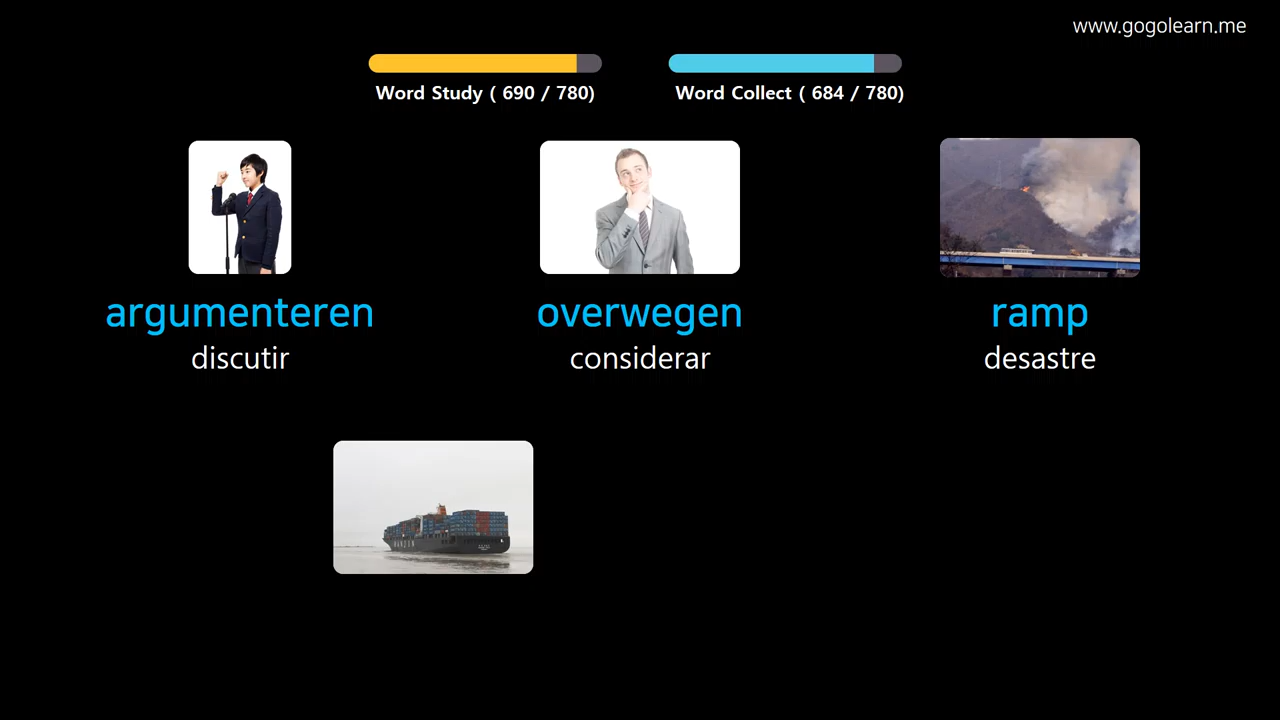 www.gogolearn.me
Word Study ( 690 / 780)
Word Collect ( 684 / 780)
argumenteren
overwegen
ramp
discutir
considerar
desastre